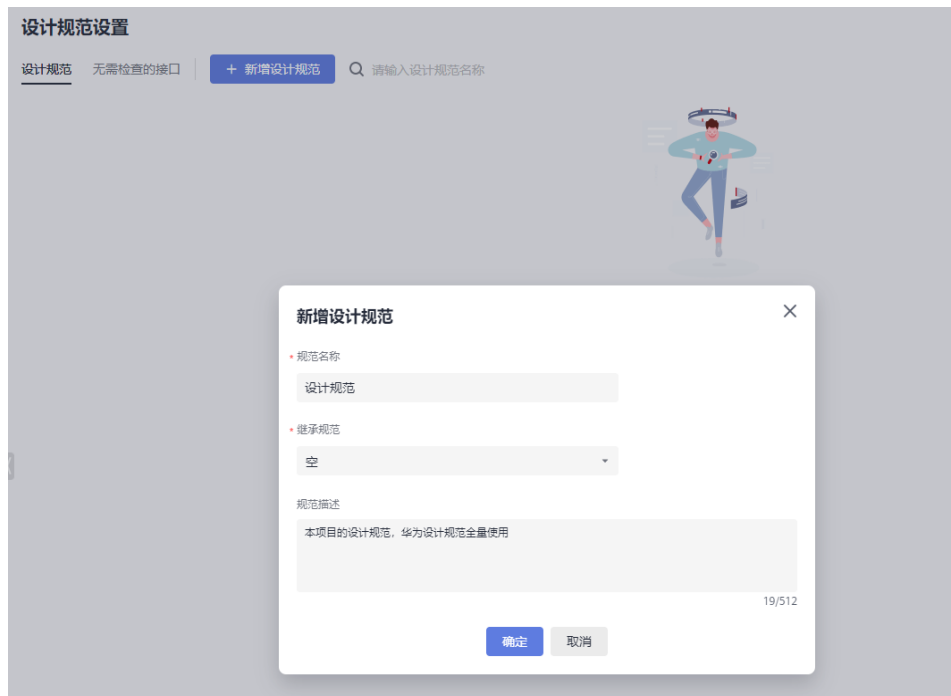 设计规范设置
设计规范 无需检查的接口 + 新增设计规范 请输入设计规范名称
新增设计规范
* 规范名称
设计规范
* 继承规范
空
规范描述
本项目的设计规范，华为设计规范全量使用
19/512
确定 取消